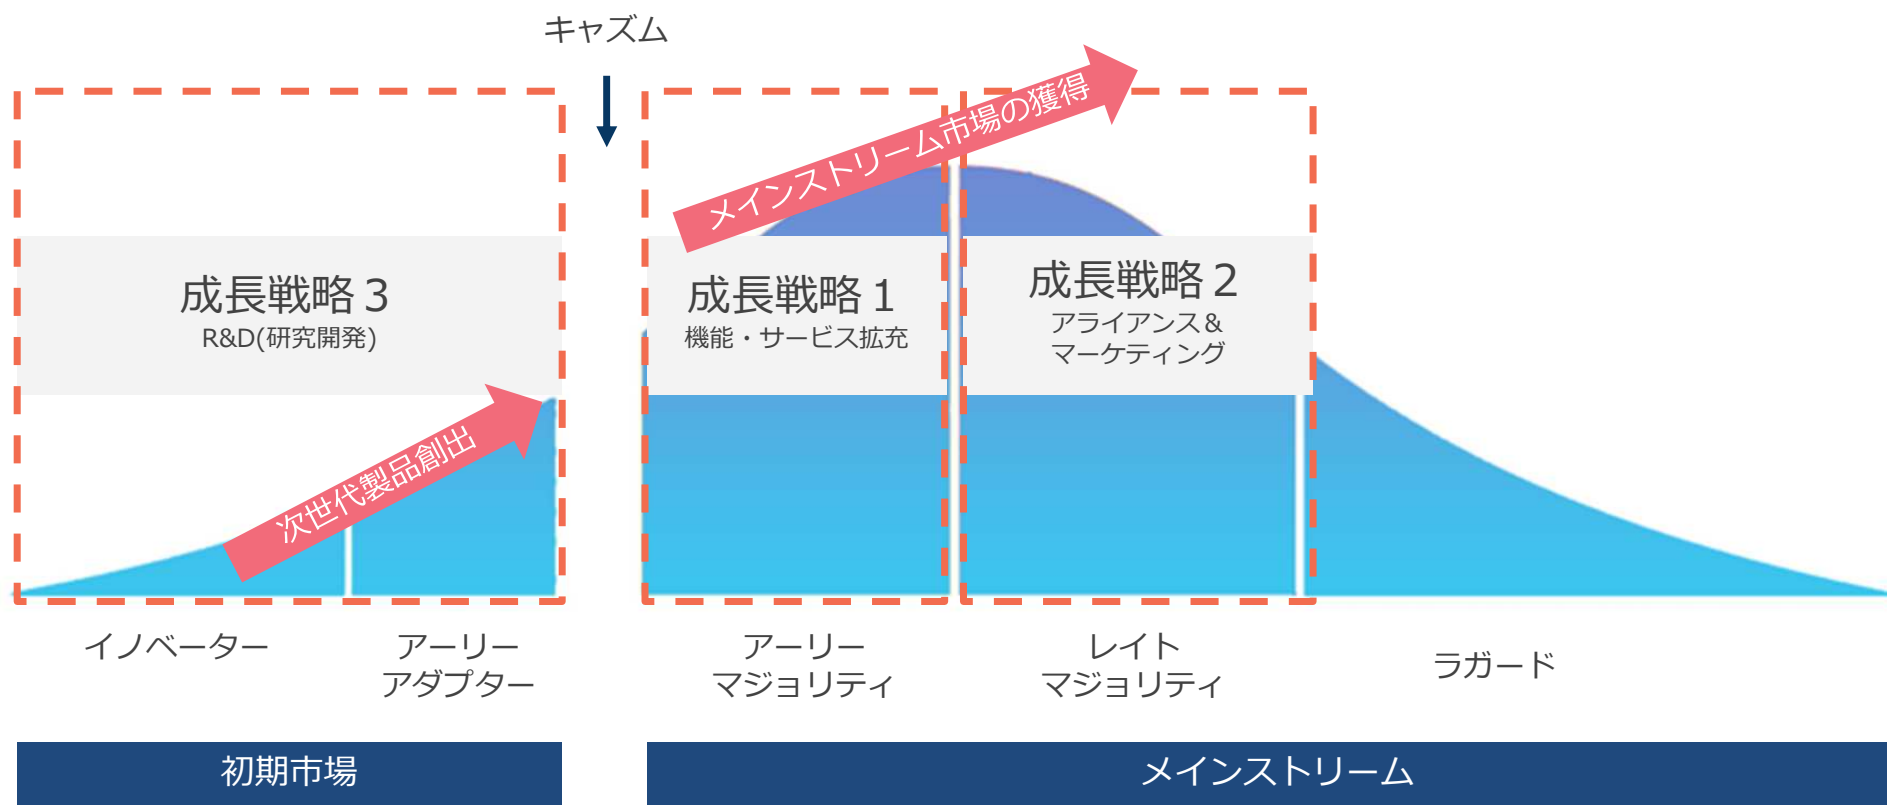 キャズム
メインストリーム市場の獲得
成長戦略３
R&D(研究開発)
成長戦略１
機能・サービス拡充
成長戦略２
アライアンス＆
マーケティング
次世代製品創出
イノベーター
アーリー
アダプター
アーリー
マジョリティ
レイト
マジョリティ
ラガード
初期市場
メインストリーム